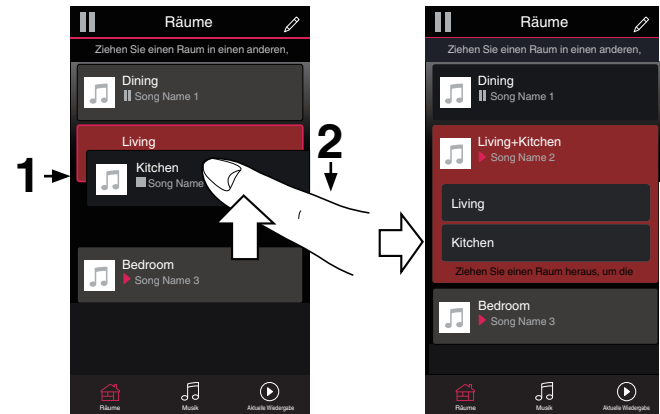 Räume
Ziehen Sie einen Raum in einen anderen,
Dining
Song Name 1
Living
Kitchen
Song Name
Bedroom
Song Name 3
Räume
Musik
Aktuelle Wiedergabe
1
2
Räume
Ziehen Sie einen Raum in einen anderen,
Dining
Song Name 1
Living+Kitchen
Song Name 2
Living
Kitchen
Ziehen Sie einen Raum heraus, um die
Bedroom
Song Name 3
Räume
Musik
Aktuelle Wiedergabe